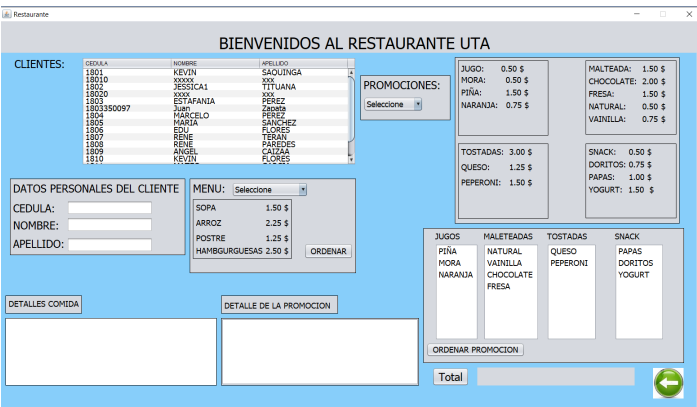 Restaurante
BIENVENIDOS AL RESTAURANTE UTA
CLIENTES:
CEDULA NOMBRE APELLIDO
1801 KEVIN SAQUINGA
18010 xxxxx xxx
1802 JESSICA1 TITUANA
18020 xxxx xxx
1803 ESTAFANIA PEREZ
1803350097 Juan Zapata
1804 MARCELO PEREZ
1805 MARIA SANCHEZ
1806 EDU FLORES
1807 RENE TERAN
1808 RENE PAREDES
1809 ANGEL CAIZAA
1810 KEVIN FLORES
PROMOCIONES:
Seleccione
JUGO: 0.50 $
MORA: 0.50 $
PIÑA: 1.50 $
NARANJA: 0.75 $
MALTEADA: 1.50 $
CHOCOLATE: 2.00 $
FRESA: 1.50 $
NATURAL: 0.50 $
VAINILLA: 0.75 $
TOSTADAS: 3.00 $
QUESO: 1.25 $
PEPERONI: 1.50 $
SNACK: 0.50 $
DORITOS: 0.75 $
PAPAS: 1.00 $
YOGURT: 1.50 $
DATOS PERSONALES DEL CLIENTE
CEDULA:
NOMBRE:
APELLIDO:
MENU: Seleccione
SOPA 1.50 $
ARROZ 2.25 $
POSTRE 1.25 $
HAMBGURGUESAS 2.50 $
ORDENAR
JUGOS MALETEADAS TOSTADAS SNACK
PIÑA NATURAL QUESO PAPAS
MORA VAINILLA PEPERONI DORITOS
NARANJA CHOCOLATE YOGURT
FRESA
ORDENAR PROMOCION
DETALLES COMIDA
DETALLE DE LA PROMOCION
Total